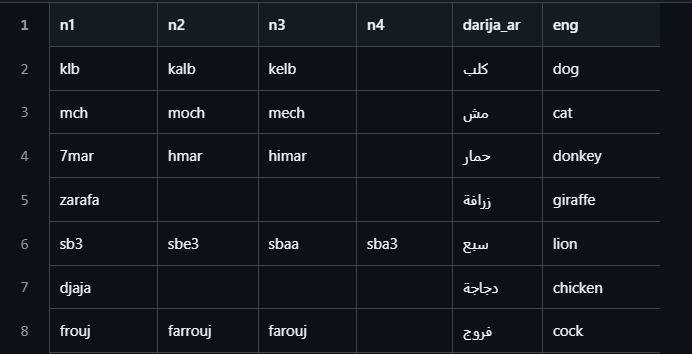 1 n1 n2 n3 n4 darija_ar eng
2 klb kalb kelb كلب dog
3 mch moch mech مش cat
4 7mar hmar himar حمار donkey
5 zarafa زرافة giraffe
6 sb3 sbe3 sbaa sba3 سبع lion
7 djaja دجاجة chicken
8 frouj farrouj farouj فروج cock